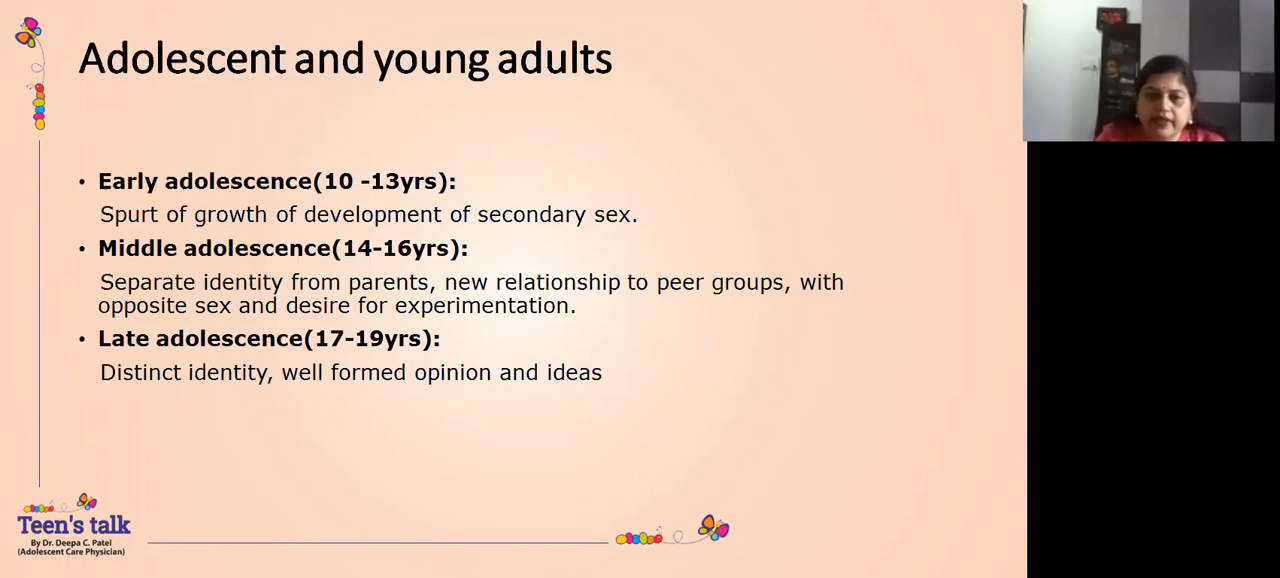 Adolescent and young adults
• Early adolescence(10 -13yrs):
Spurt of growth of development of secondary sex.
• Middle adolescence(14-16yrs):
Separate identity from parents, new relationship to peer groups, with
opposite sex and desire for experimentation.
• Late adolescence(17-19yrs):
Distinct identity, well formed opinion and ideas
Teen's talk
By Dr. Deepa C. Patel
(Adolescent Care Physician)